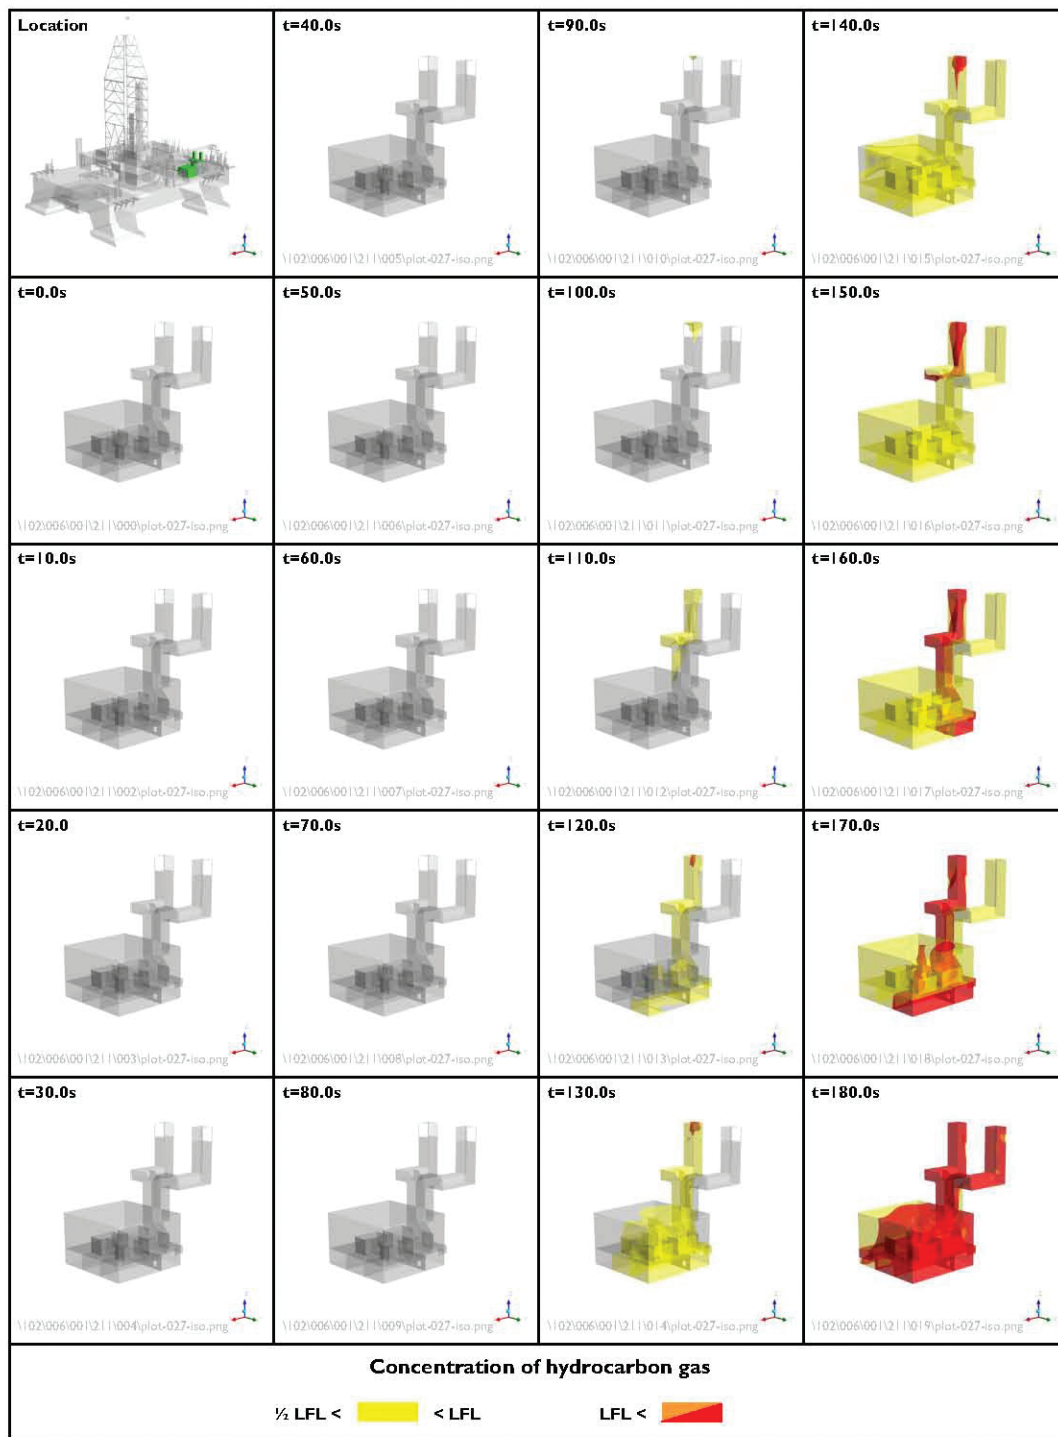 Location
t=0.0s
\102\006\001\211\000\plot-027-iso.png
t=10.0s
\102\006\001\211\002\plot-027-iso.png
t=20.0
\102\006\001\211\003\plot-027-iso.png
t=30.0s
\102\006\001\211\004\plot-027-iso.png
t=40.0s
\102\006\001\211\005\plot-027-iso.png
t=50.0s
\102\006\001\211\006\plot-027-iso.png
t=60.0s
\102\006\001\211\007\plot-027-iso.png
t=70.0s
\102\006\001\211\008\plot-027-iso.png
t=80.0s
\102\006\001\211\009\plot-027-iso.png
t=90.0s
\102\006\001\211\010\plot-027-iso.png
t=100.0s
\102\006\001\211\011\plot-027-iso.png
t=110.0s
\102\006\001\211\012\plot-027-iso.png
t=120.0s
\102\006\001\211\013\plot-027-iso.png
t=130.0s
\102\006\001\211\014\plot-027-iso.png
t=140.0s
\102\006\001\211\015\plot-027-iso.png
t=150.0s
\102\006\001\211\016\plot-027-iso.png
t=160.0s
\102\006\001\211\017\plot-027-iso.png
t=170.0s
\102\006\001\211\018\plot-027-iso.png
t=180.0s
\102\006\001\211\019\plot-027-iso.png
Concentration of hydrocarbon gas
½ LFL < < LFL LFL <